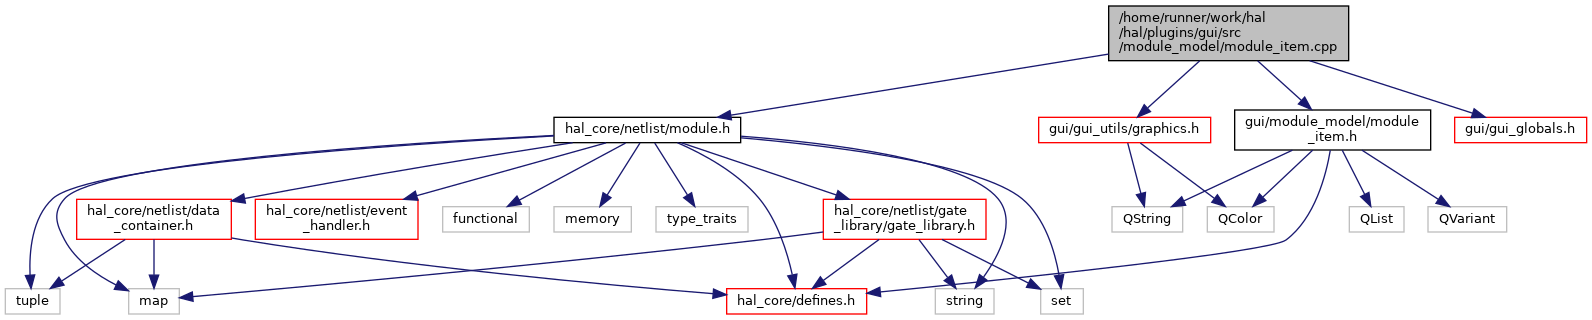 /home/runner/work/hal
/hal/plugins/gui/src
/module_model/module_item.cpp
hal_core/netlist/module.h
gui/gui_utils/graphics.h
gui/module_model/module
_item.h
gui/gui_globals.h
hal_core/netlist/data
_container.h
hal_core/netlist/event
_handler.h
functional
memory
type_traits
hal_core/netlist/gate
_library/gate_library.h
QString
QColor
QList
QVariant
tuple
map
hal_core/defines.h
string
set